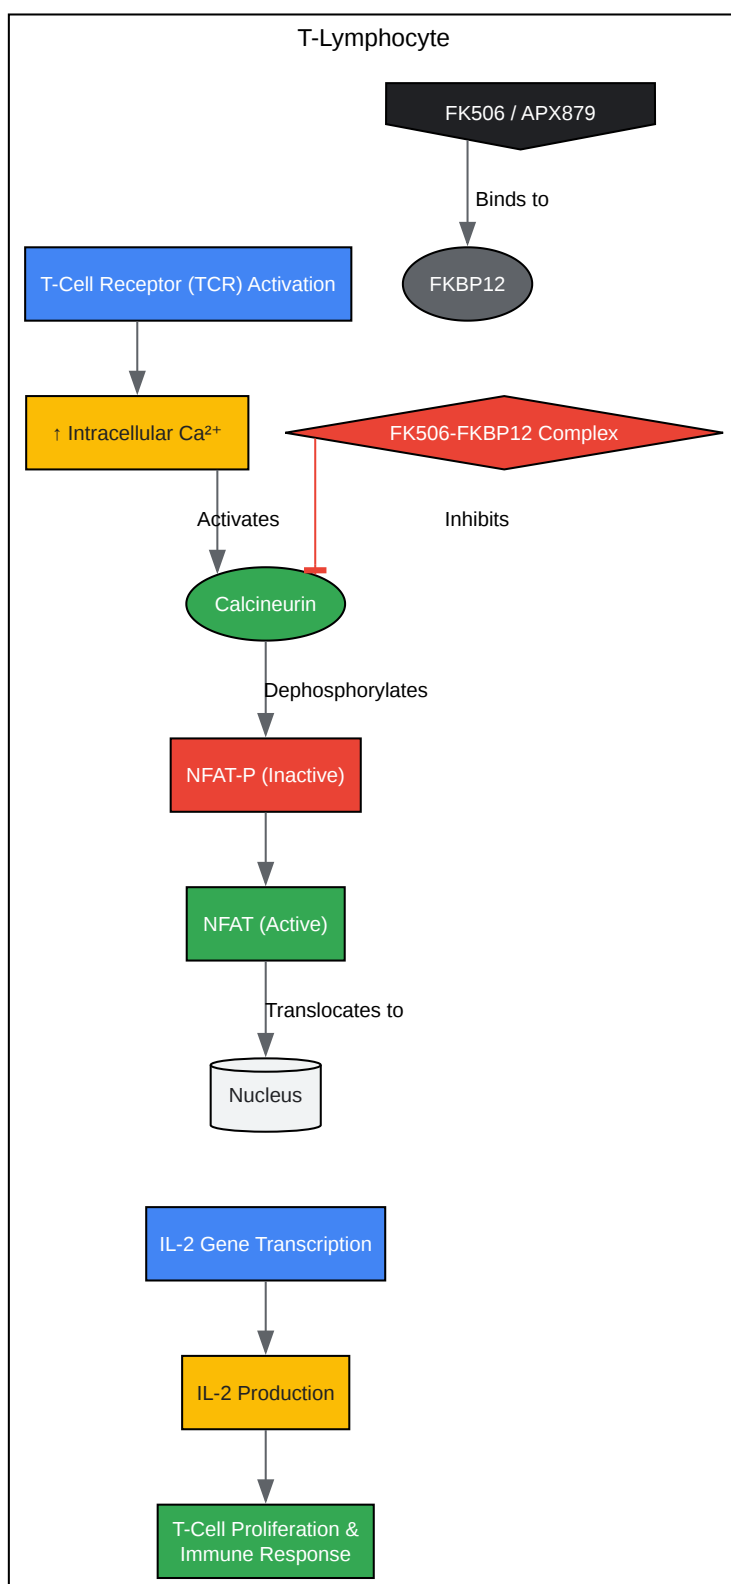 T-Lymphocyte
FK506 / APX879
Binds to
T-Cell Receptor (TCR) Activation
FKBP12
↑ Intracellular Ca²⁺
FK506-FKBP12 Complex
Activates
Inhibits
Calcineurin
Dephosphorylates
NFAT-P (Inactive)
NFAT (Active)
Translocates to
Nucleus
IL-2 Gene Transcription
IL-2 Production
T-Cell Proliferation &
Immune Response